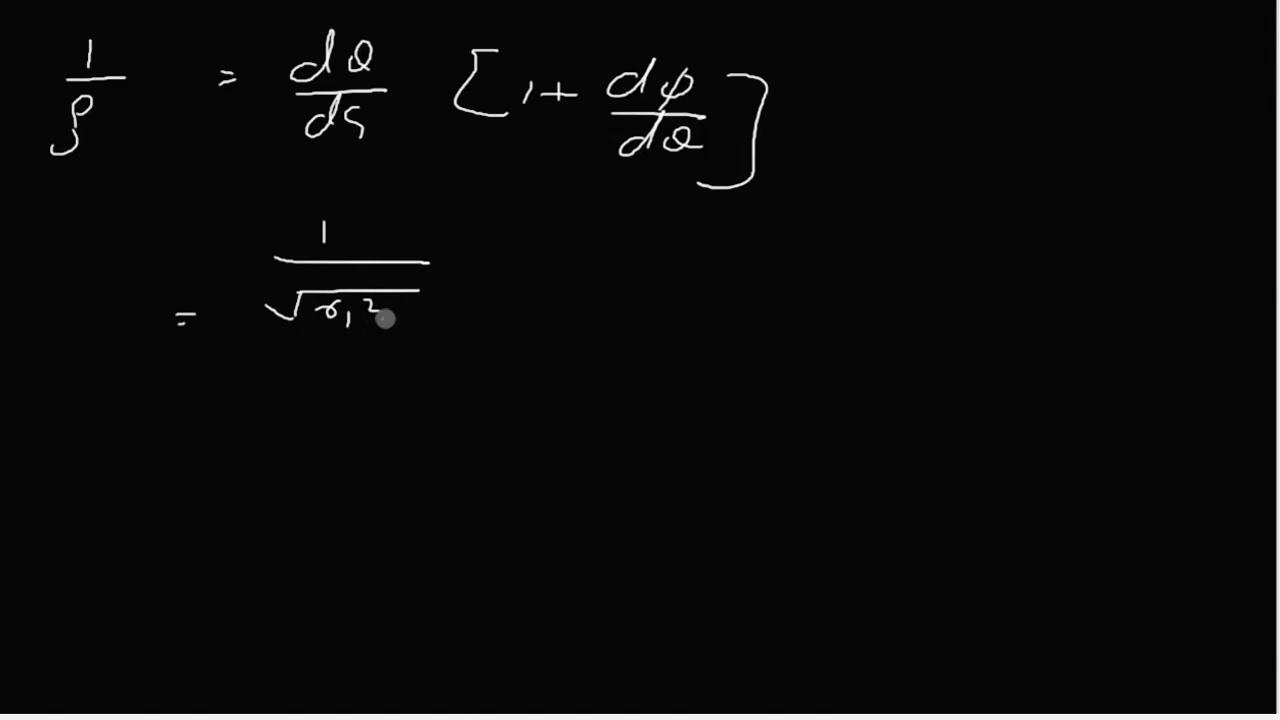 1/ρ = dθ/ds [1 + dφ/dθ]
= 1/√r₁²